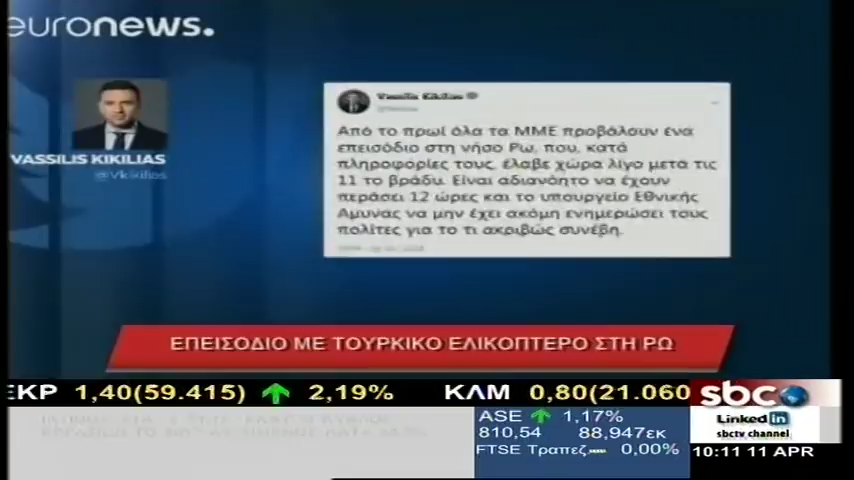 euronews.
VASSILIS KIKILIAS
@Vkikilias
Vassilis Kikilias
Από το πρωί όλα τα ΜΜΕ προβάλουν ένα
επεισόδιο στη νήσο Ρω, που, κατά
πληροφορίες τους, έλαβε χώρα λίγο μετά τις
11 το βράδυ. Είναι αδιανόητο να έχουν
περάσει 12 ώρες και το υπουργείο Εθνικής
Αμυνας να μην έχει ακόμη ενημερώσει τους
πολίτες για το τι ακριβώς συνέβη.
ΕΠΕΙΣΟΔΙΟ ΜΕ ΤΟΥΡΚΙΚΟ ΕΛΙΚΟΠΤΕΡΟ ΣΤΗ ΡΩ
ΕΚΡ 1,40(59.415) 2,19% ΚΛΜ 0,80(21.060
sbc
ASE 1,17%
810,54 88,947εκ
FTSE Τραπεζ 0,00%
Linked in
sbctv channel
10:11 11 APR